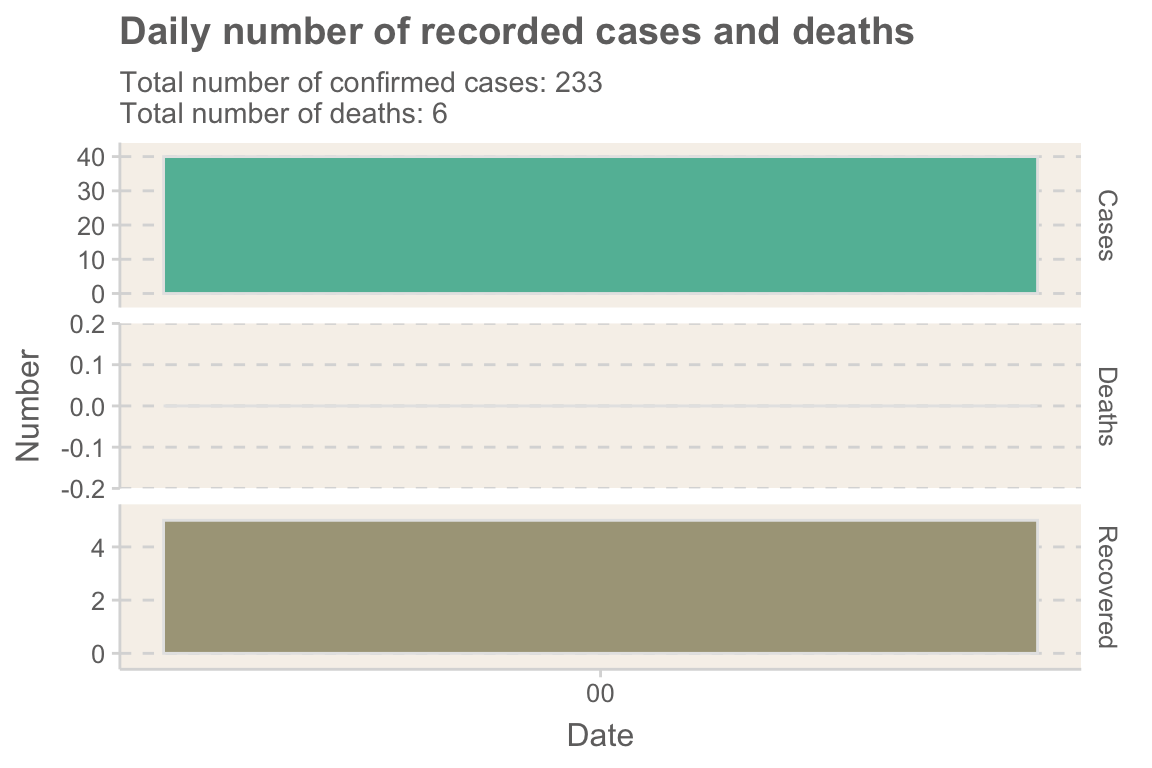 Daily number of recorded cases and deaths
Total number of confirmed cases: 233
Total number of deaths: 6
40
30
20
10
0
Cases
0.2
0.1
0.0
-0.1
-0.2
Deaths
Number
4
2
0
Recovered
00
Date